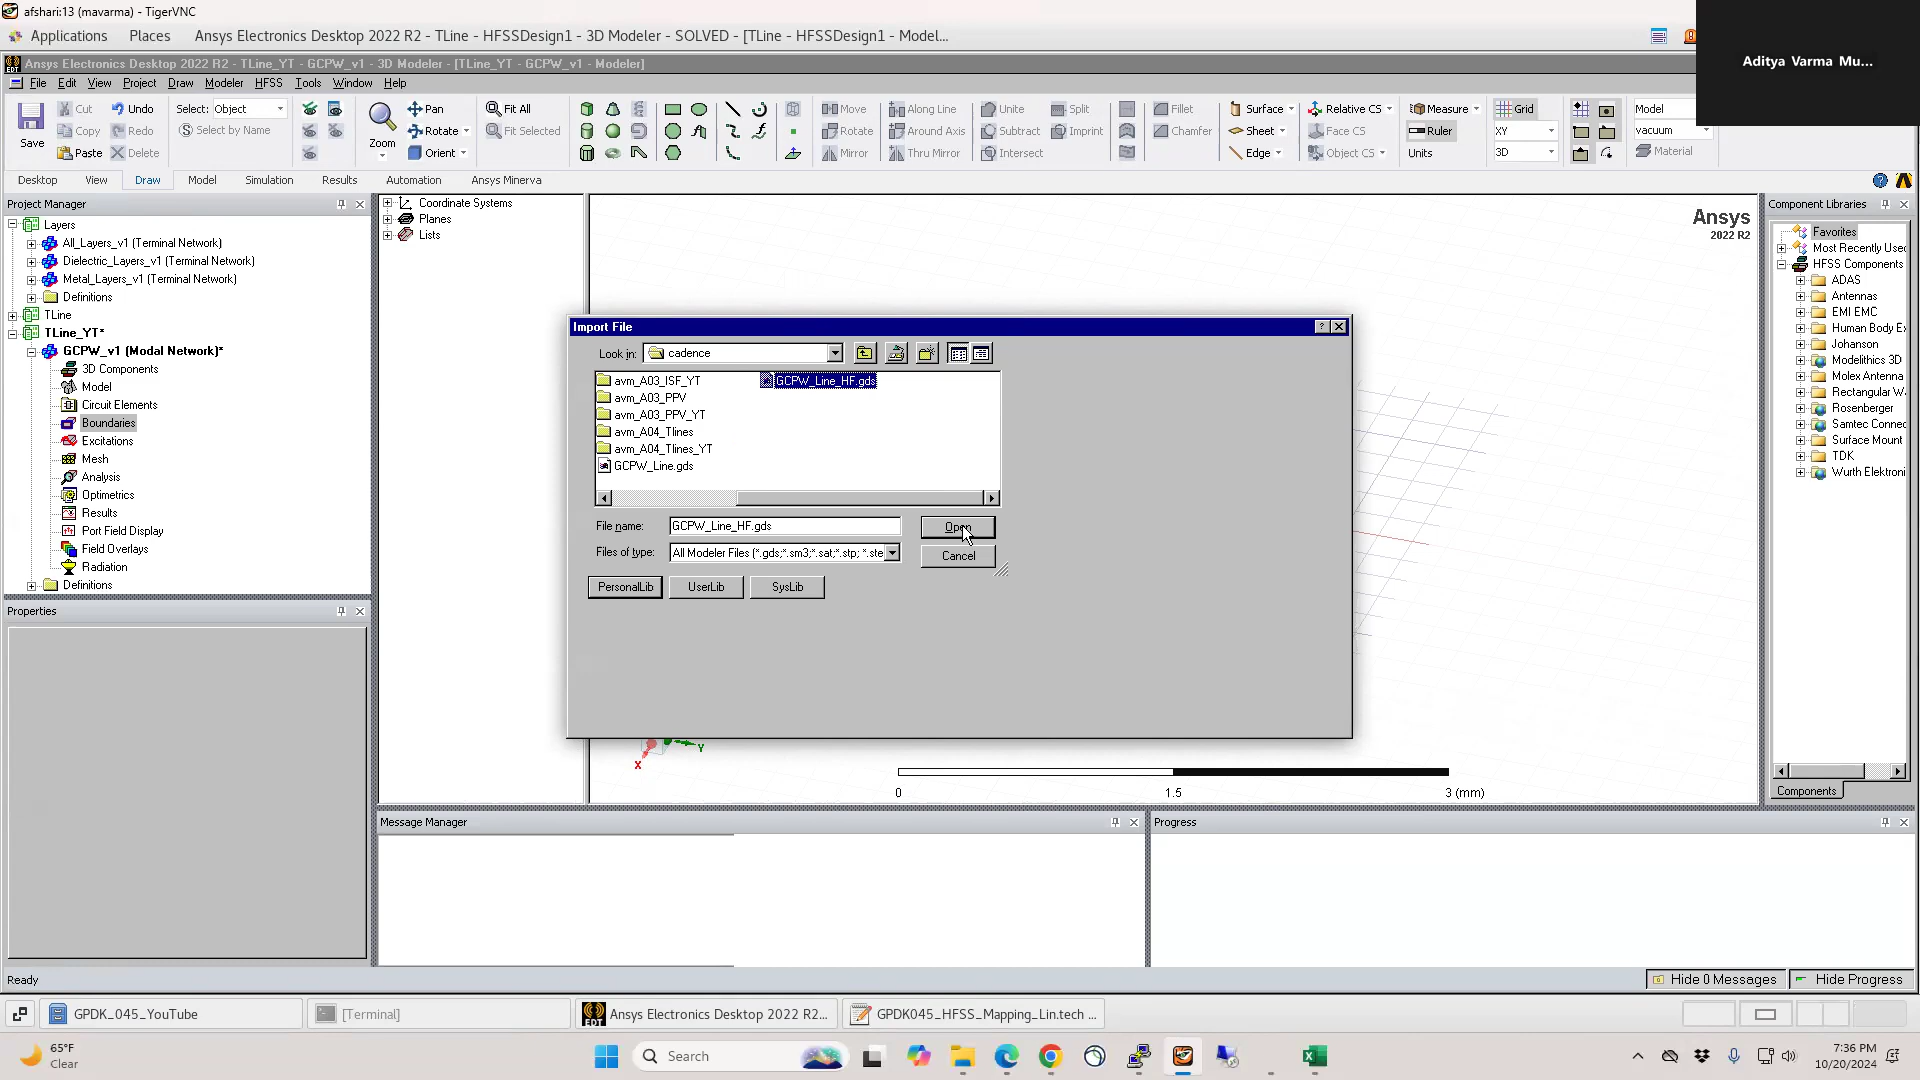 afshari:13 (mavarma) - TigerVNC
Applications Places Ansys Electronics Desktop 2022 R2 - TLine - HFSSDesign1 - 3D Modeler - SOLVED - [TLine - HFSSDesign1 - Model...
Ansys Electronics Desktop 2022 R2 - TLine_YT - GCPW_v1 - 3D Modeler - [TLine_YT - GCPW_v1 - Modeler]
Aditya Varma Mu...
File Edit View Project Draw Modeler HFSS Tools Window Help
Save
Cut Copy Paste
Undo Redo Delete
Select: Object
Select by Name
Zoom
Pan Rotate Orient
Fit All Fit Selected
Move Rotate Mirror
Along Line Around Axis Thru Mirror
Unite Subtract Intersect
Split Imprint
Fillet Chamfer
Surface Sheet Edge
Relative CS Face CS Object CS
Measure Ruler Units
Grid XY 3D
Model vacuum Material
Desktop View Draw Model Simulation Results Automation Ansys Minerva
Project Manager
Layers
All_Layers_v1 (Terminal Network)
Dielectric_Layers_v1 (Terminal Network)
Metal_Layers_v1 (Terminal Network)
Definitions
TLine
TLine_YT*
GCPW_v1 (Modal Network)*
3D Components
Model
Circuit Elements
Boundaries
Excitations
Mesh
Analysis
Optimetrics
Results
Port Field Display
Field Overlays
Radiation
Definitions
Properties
Coordinate Systems
Planes
Lists
Ansys
2022 R2
Import File
Look in: cadence
avm_A03_ISF_YT
avm_A03_PPV
avm_A03_PPV_YT
avm_A04_Tlines
avm_A04_Tlines_YT
GCPW_Line.gds
GCPW_Line_HF.gds
File name: GCPW_Line_HF.gds Open
Files of type: All Modeler Files (*.gds;*.sm3;*.sat;*.stp; *.ste Cancel
PersonalLib UserLib SysLib
X Y
0 1.5 3 (mm)
Component Libraries
Favorites
Most Recently Used
HFSS Components
ADAS
Antennas
EMI EMC
Human Body Ex
Johanson
Modelithics 3D
Molex Antenna
Rectangular W
Rosenberger
Samtec Connec
Surface Mount
TDK
Wurth Elektroni
Components
Message Manager
Progress
Ready
Hide 0 Messages Hide Progress
GPDK_045_YouTube [Terminal] Ansys Electronics Desktop 2022 R2... GPDK045_HFSS_Mapping_Lin.tech ...
65°F
Clear
Search
7:36 PM
10/20/2024